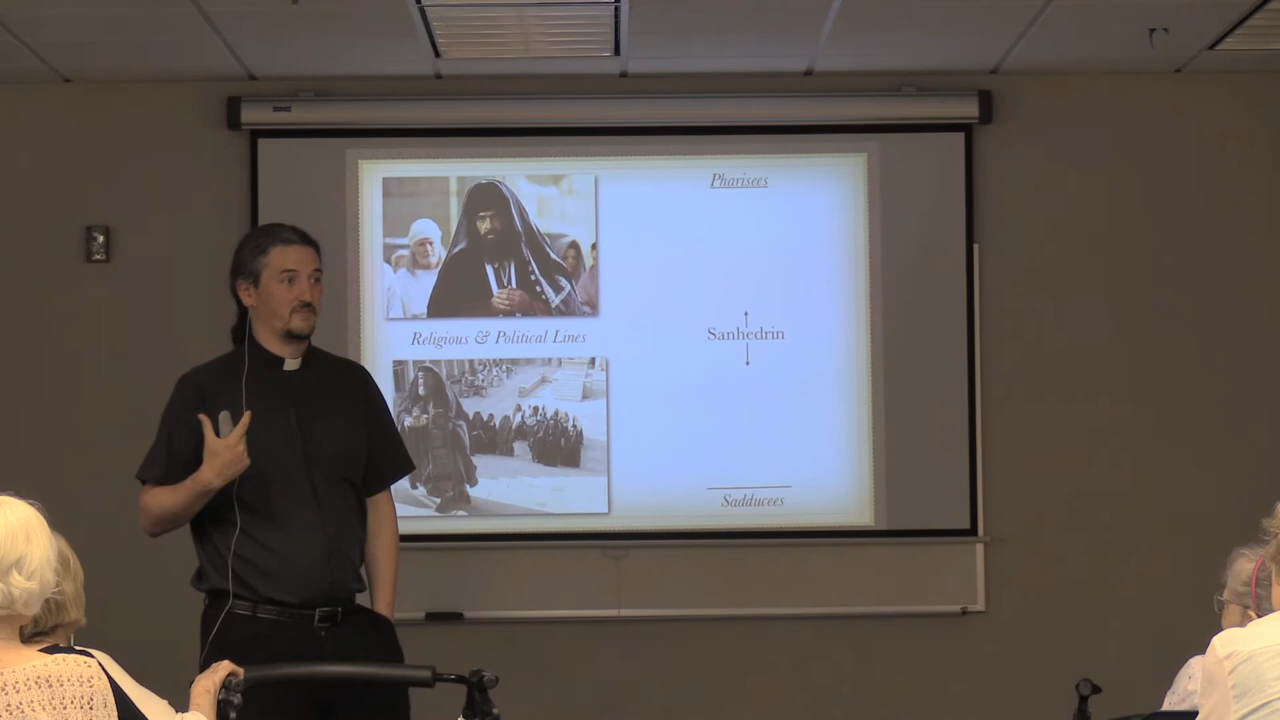 Religious & Political Lines
Pharisees
Sanhedrin
Sadducees